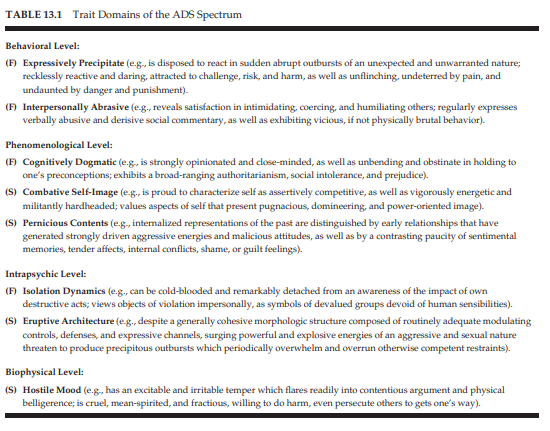 TABLE 13.1 Trait Domains of the ADS Spectrum
Behavioral Level:
(F) Expressively Precipitate (e.g., is disposed to react in sudden abrupt outbursts of an unexpected and unwarranted nature;
recklessly reactive and daring, attracted to challenge, risk, and harm, as well as unflinching, undeterred by pain, and
undaunted by danger and punishment).
(F) Interpersonally Abrasive (e.g., reveals satisfaction in intimidating, coercing, and humiliating others; regularly expresses
verbally abusive and derisive social commentary, as well as exhibiting vicious, if not physically brutal behavior).
Phenomenological Level:
(F) Cognitively Dogmatic (e.g., is strongly opinionated and close-minded, as well as unbending and obstinate in holding to
one's preconceptions; exhibits a broad-ranging authoritarianism, social intolerance, and prejudice).
(S) Combative Self-Image (e.g., is proud to characterize self as assertively competitive, as well as vigorously energetic and
militantly hardheaded; values aspects of self that present pugnacious, domineering, and power-oriented image).
(S) Pernicious Contents (e.g., internalized representations of the past are distinguished by early relationships that have
generated strongly driven aggressive energies and malicious attitudes, as well as by a contrasting paucity of sentimental
memories, tender affects, internal conflicts, shame, or guilt feelings).
Intrapsychic Level:
(F) Isolation Dynamics (e.g., can be cold-blooded and remarkably detached from an awareness of the impact of own
destructive acts; views objects of violation impersonally, as symbols of devalued groups devoid of human sensibilities).
(S) Eruptive Architecture (e.g., despite a generally cohesive morphologic structure composed of routinely adequate modulating
controls, defenses, and expressive channels, surging powerful and explosive energies of an aggressive and sexual nature
threaten to produce precipitous outbursts which periodically overwhelm and overrun otherwise competent restraints).
Biophysical Level:
(S) Hostile Mood (e.g., has an excitable and irritable temper which flares readily into contentious argument and physical
belligerence; is cruel, mean-spirited, and fractious, willing to do harm, even persecute others to gets one's way).